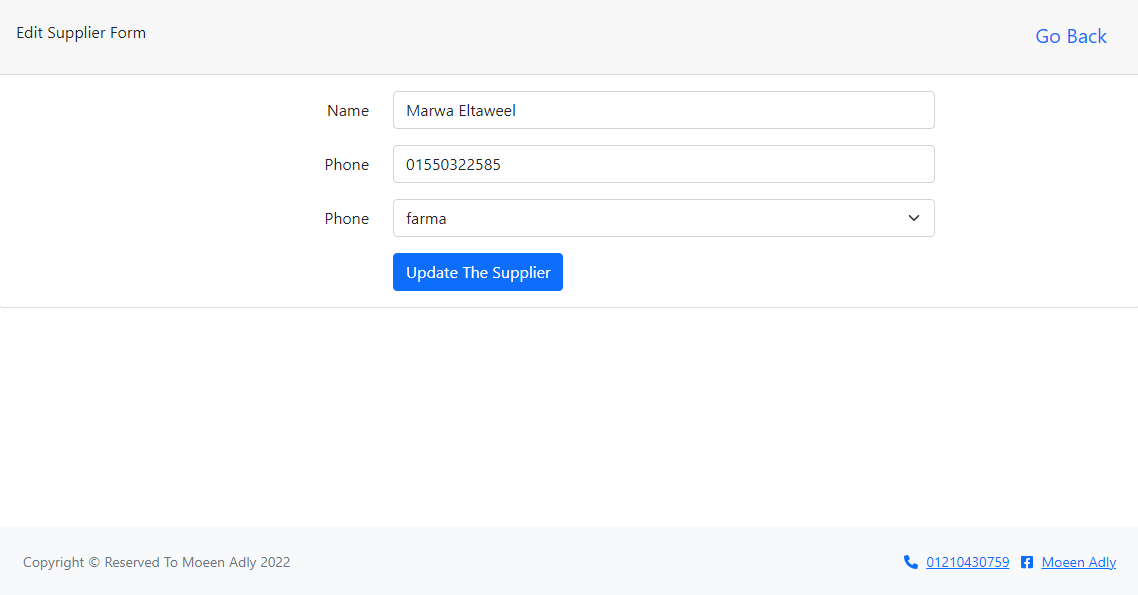 Edit Supplier Form
Go Back
Name
Marwa Eltaweel
Phone
01550322585
Phone
farma
Update The Supplier
Copyright © Reserved To Moeen Adly 2022
01210430759 Moeen Adly